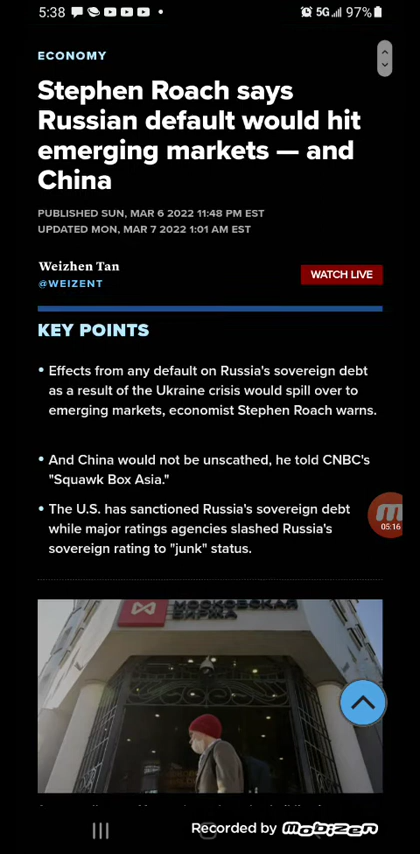 5:38
5G 97%
ECONOMY
Stephen Roach says
Russian default would hit
emerging markets — and
China
PUBLISHED SUN, MAR 6 2022 11:48 PM EST
UPDATED MON, MAR 7 2022 1:01 AM EST
Weizhen Tan
@WEIZENT
WATCH LIVE
KEY POINTS
• Effects from any default on Russia's sovereign debt
as a result of the Ukraine crisis would spill over to
emerging markets, economist Stephen Roach warns.
• And China would not be unscathed, he told CNBC's
"Squawk Box Asia."
• The U.S. has sanctioned Russia's sovereign debt
while major ratings agencies slashed Russia's
sovereign rating to "junk" status.
m
05:16
МОСКОВСКАЯ
БИРЖА
Recorded by Mobizen